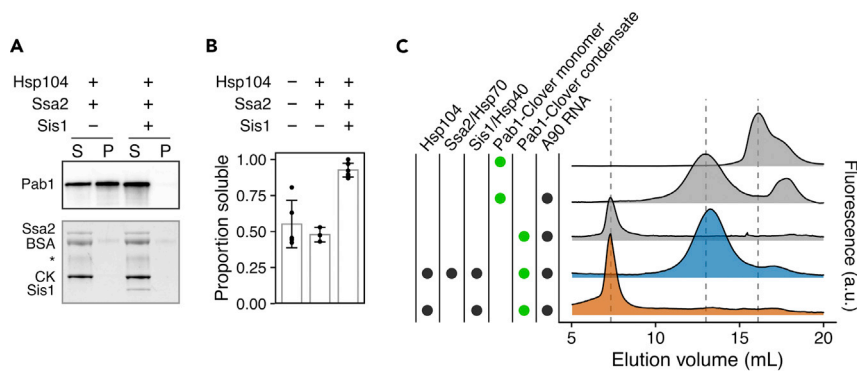 A
Hsp104 + +
Ssa2 + +
Sis1 − +
S P S P
Pab1
Ssa2
BSA
*
CK
Sis1
B
Hsp104 − + +
Ssa2 − + +
Sis1 − − +
Proportion soluble
1.00
0.75
0.50
0.25
0.00
C
Hsp104
Ssa2/Hsp70
Sis1/Hsp40
Pab1-Clover monomer
Pab1-Clover condensate
A90 RNA
Fluorescence (a.u.)
5 10 15 20
Elution volume (mL)